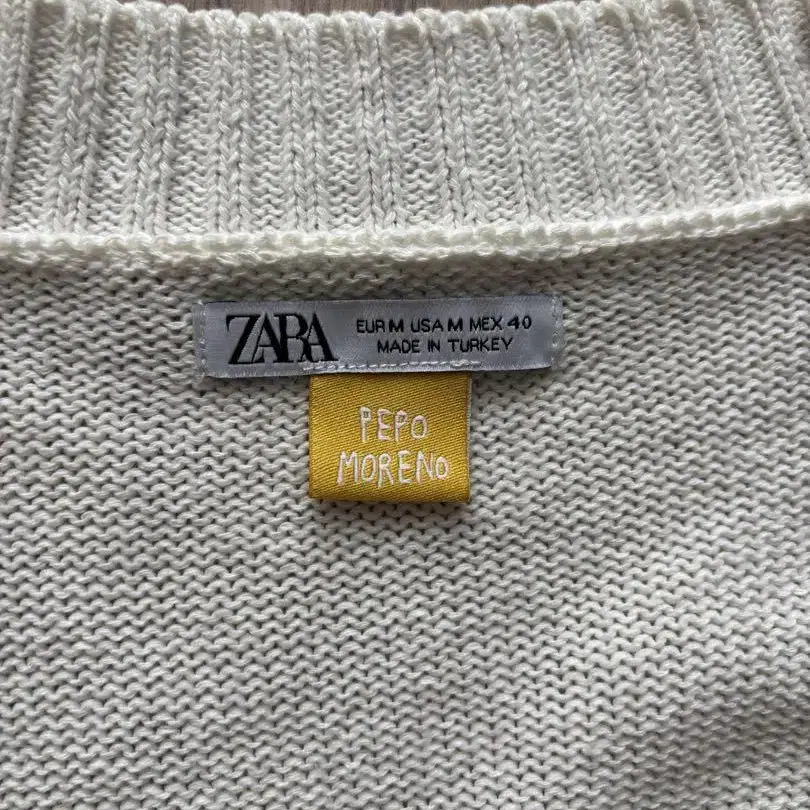 ZARA
EUR M USA M MEX 40
MADE IN TURKEY
PEPO
MORENO